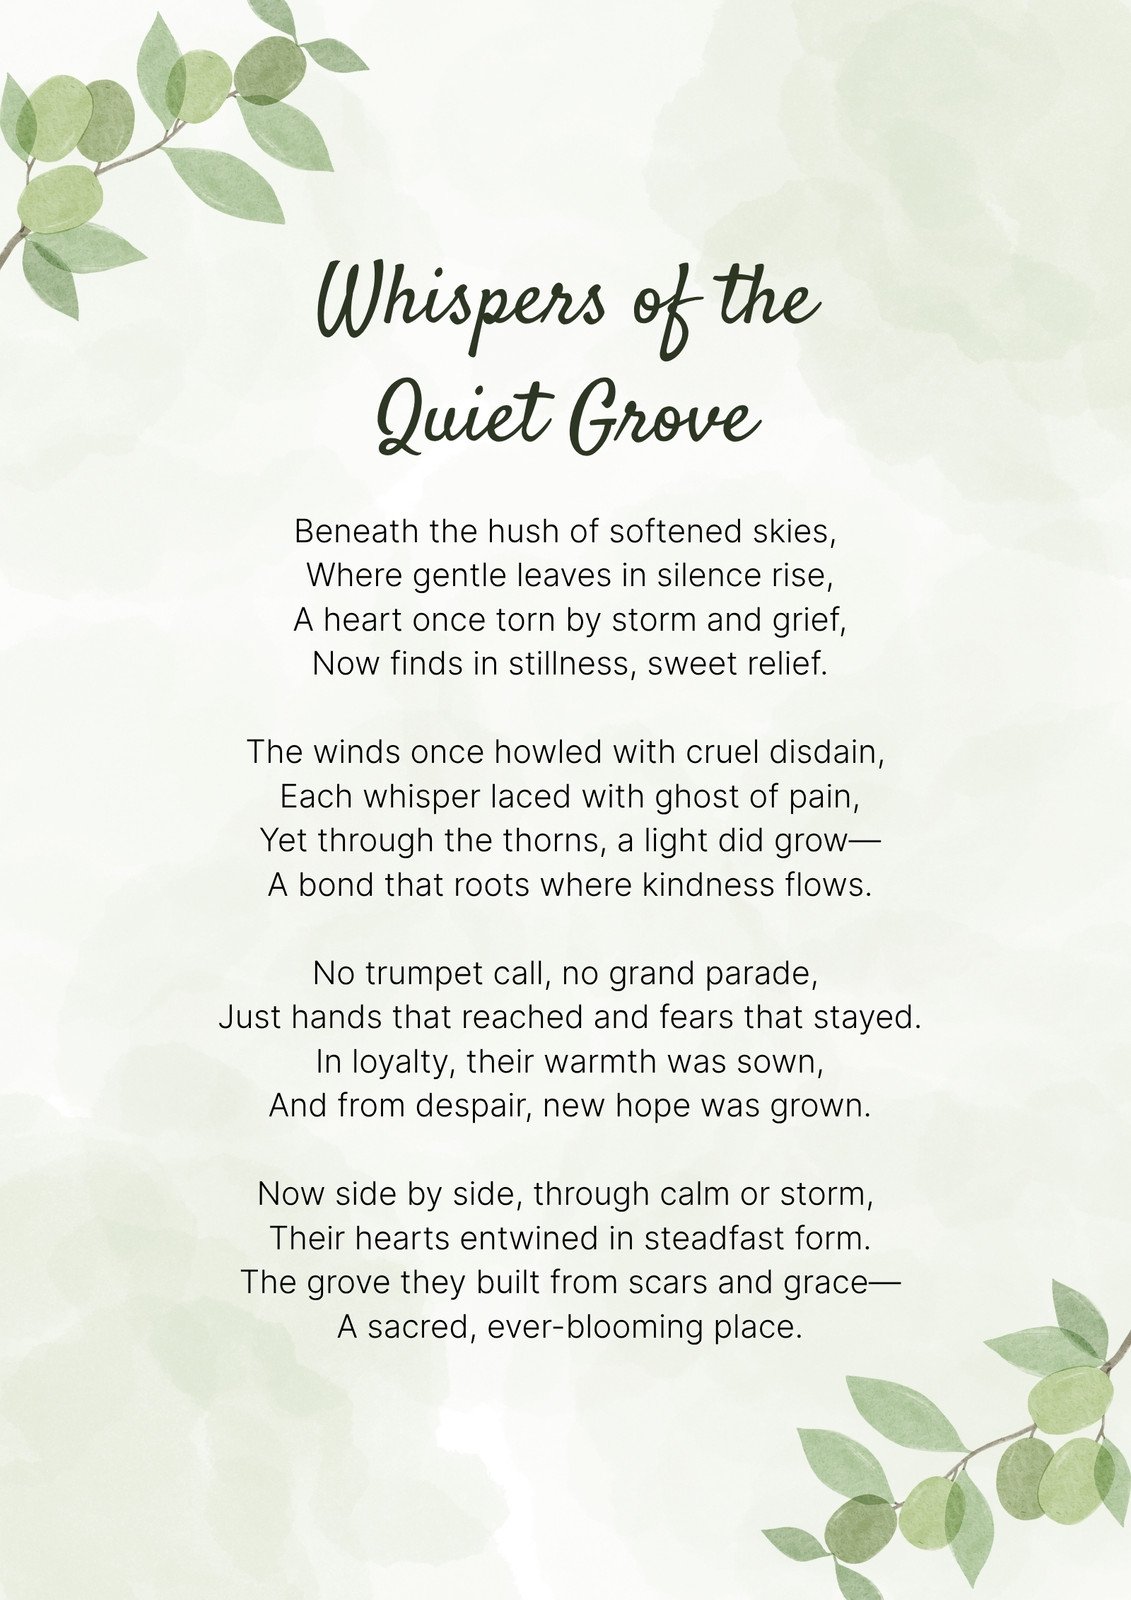 Whispers of the
Quiet Grove
Beneath the hush of softened skies,
Where gentle leaves in silence rise,
A heart once torn by storm and grief,
Now finds in stillness, sweet relief.
The winds once howled with cruel disdain,
Each whisper laced with ghost of pain,
Yet through the thorns, a light did grow—
A bond that roots where kindness flows.
No trumpet call, no grand parade,
Just hands that reached and fears that stayed.
In loyalty, their warmth was sown,
And from despair, new hope was grown.
Now side by side, through calm or storm,
Their hearts entwined in steadfast form.
The grove they built from scars and grace—
A sacred, ever-blooming place.